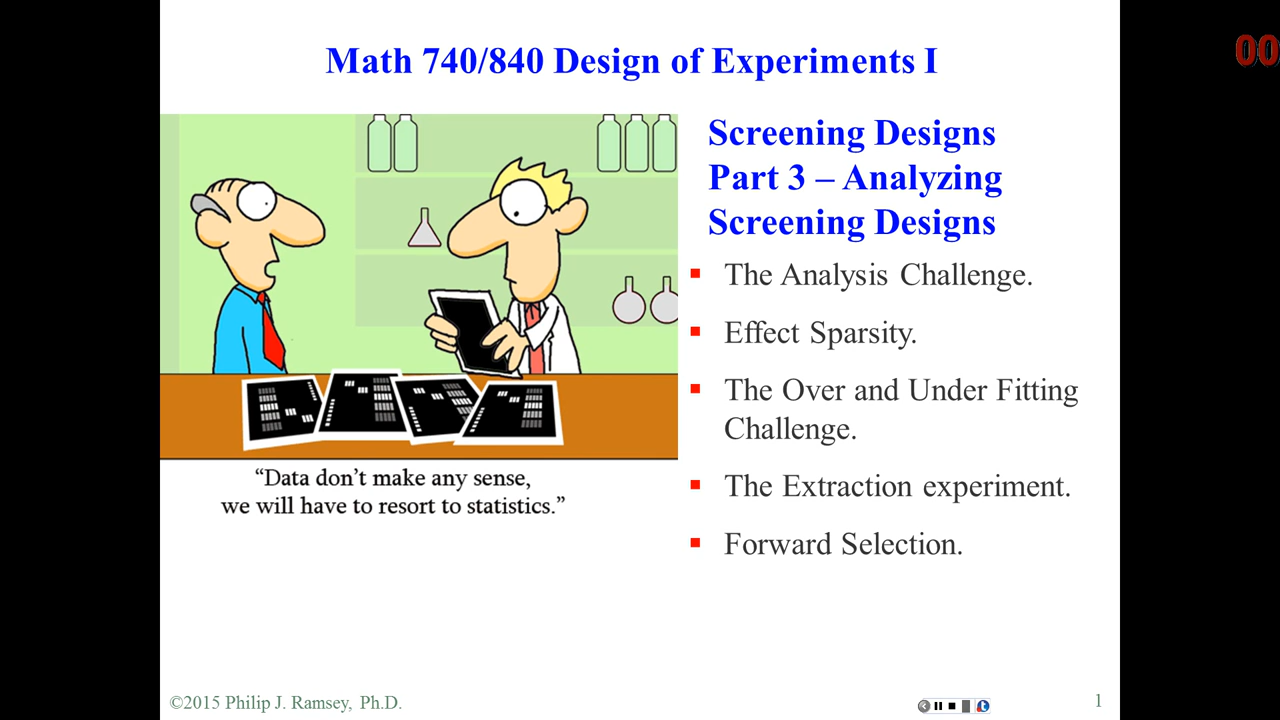 Math 740/840 Design of Experiments I
00
Screening Designs
Part 3 – Analyzing
Screening Designs
▪ The Analysis Challenge.
▪ Effect Sparsity.
▪ The Over and Under Fitting
Challenge.
▪ The Extraction experiment.
▪ Forward Selection.
“Data don’t make any sense,
we will have to resort to statistics.”
©2015 Philip J. Ramsey, Ph.D.
1